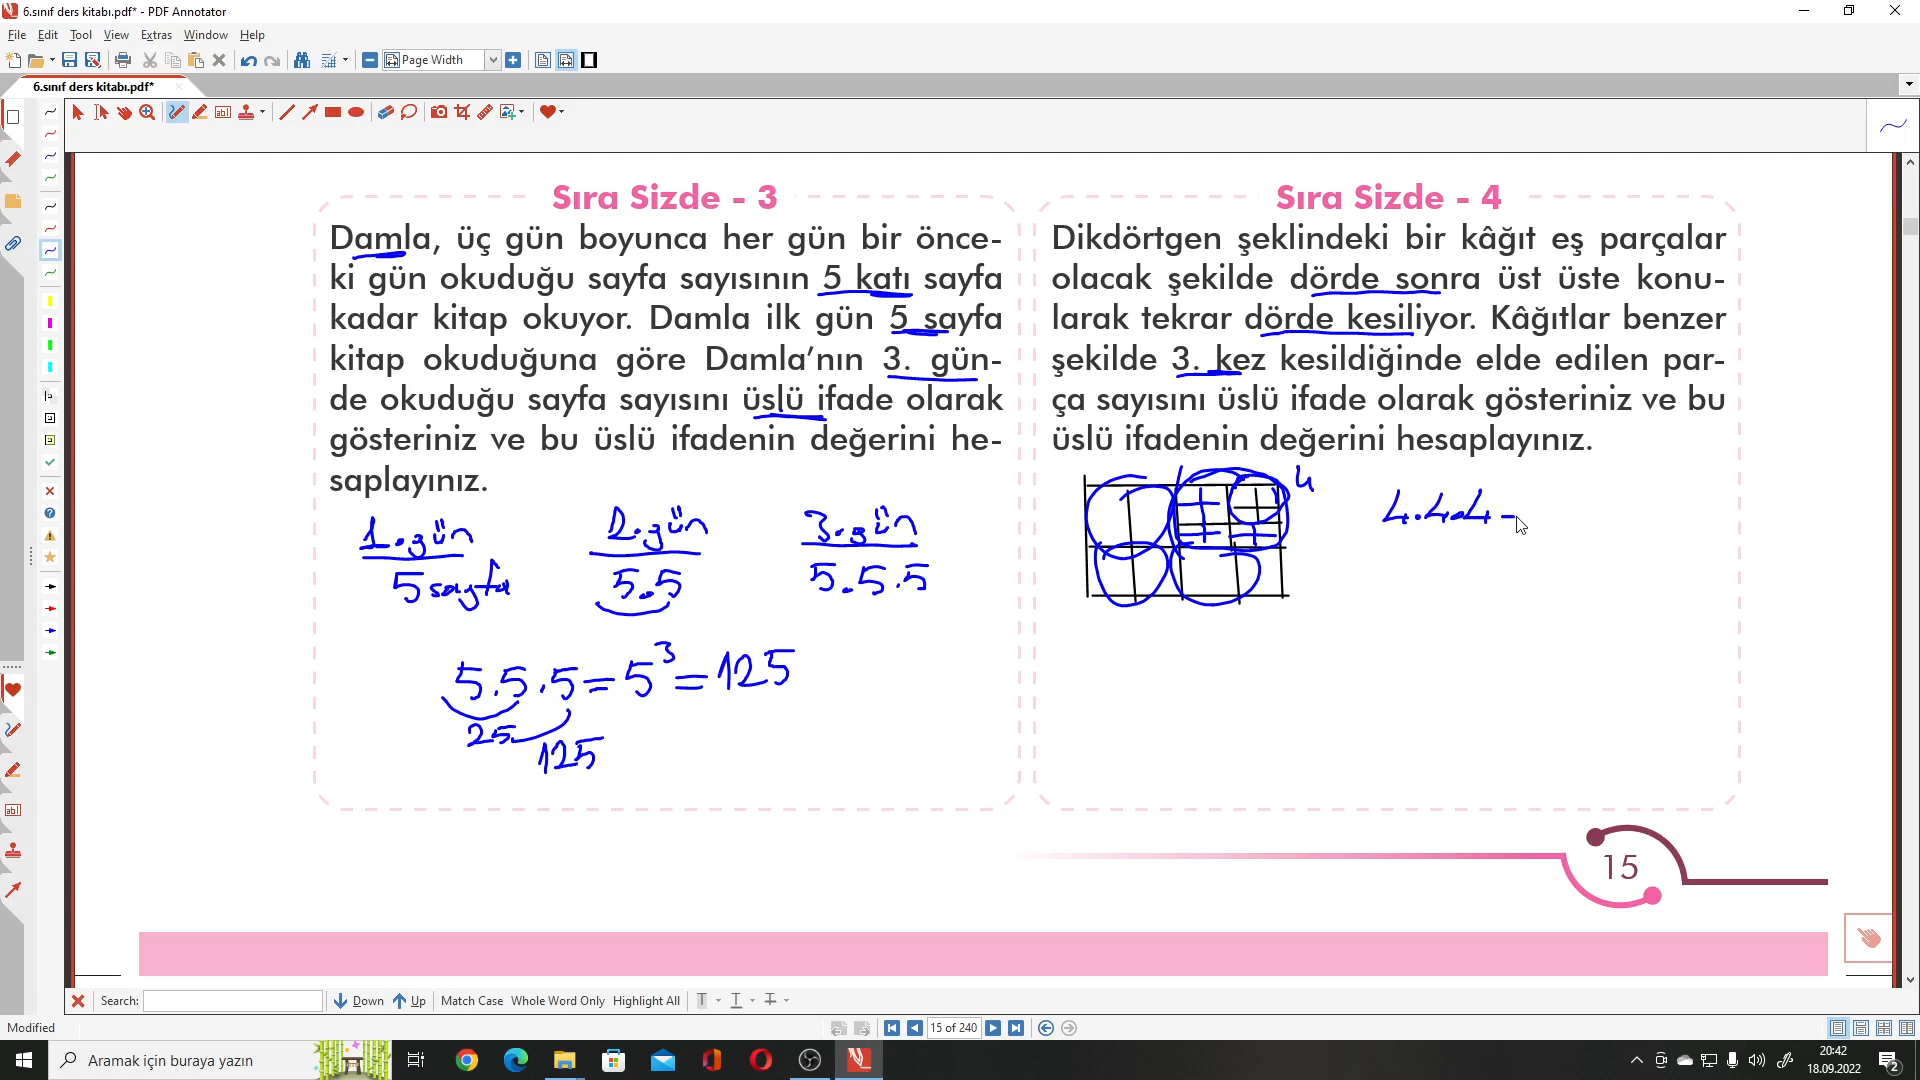 6.sınıf ders kitabı.pdf* - PDF Annotator
File Edit Tool View Extras Window Help
Page Width
6.sınıf ders kitabı.pdf*
Sıra Sizde - 3
Damla, üç gün boyunca her gün bir önce-
ki gün okuduğu sayfa sayısının 5 katı sayfa
kadar kitap okuyor. Damla ilk gün 5 sayfa
kitap okuduğuna göre Damla’nın 3. gün-
de okuduğu sayfa sayısını üslü ifade olarak
gösteriniz ve bu üslü ifadenin değerini he-
saplayınız.
1.gün 2.gün 3.gün
5 sayfa 5.5 5.5.5
5.5.5=5³=125
25
125
Sıra Sizde - 4
Dikdörtgen şeklindeki bir kâğıt eş parçalar
olacak şekilde dörde sonra üst üste konu-
larak tekrar dörde kesiliyor. Kâğıtlar benzer
şekilde 3. kez kesildiğinde elde edilen par-
ça sayısını üslü ifade olarak gösteriniz ve bu
üslü ifadenin değerini hesaplayınız.
4
4.4.4-
15
Search: Down Up Match Case Whole Word Only Highlight All
Modified
15 of 240
Aramak için buraya yazın
20:42
18.09.2022
2